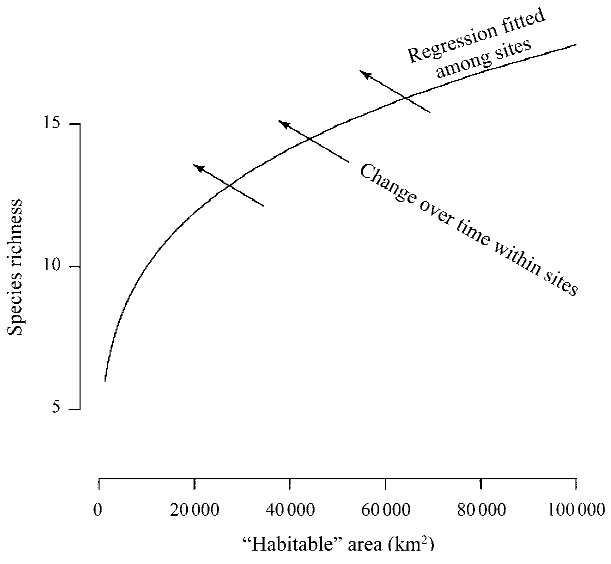 Regression fitted
among sites
15
Change over time within sites
Species richness
10
5
0
20 000
40 000
60 000
80 000
100 000
“Habitable” area (km²)